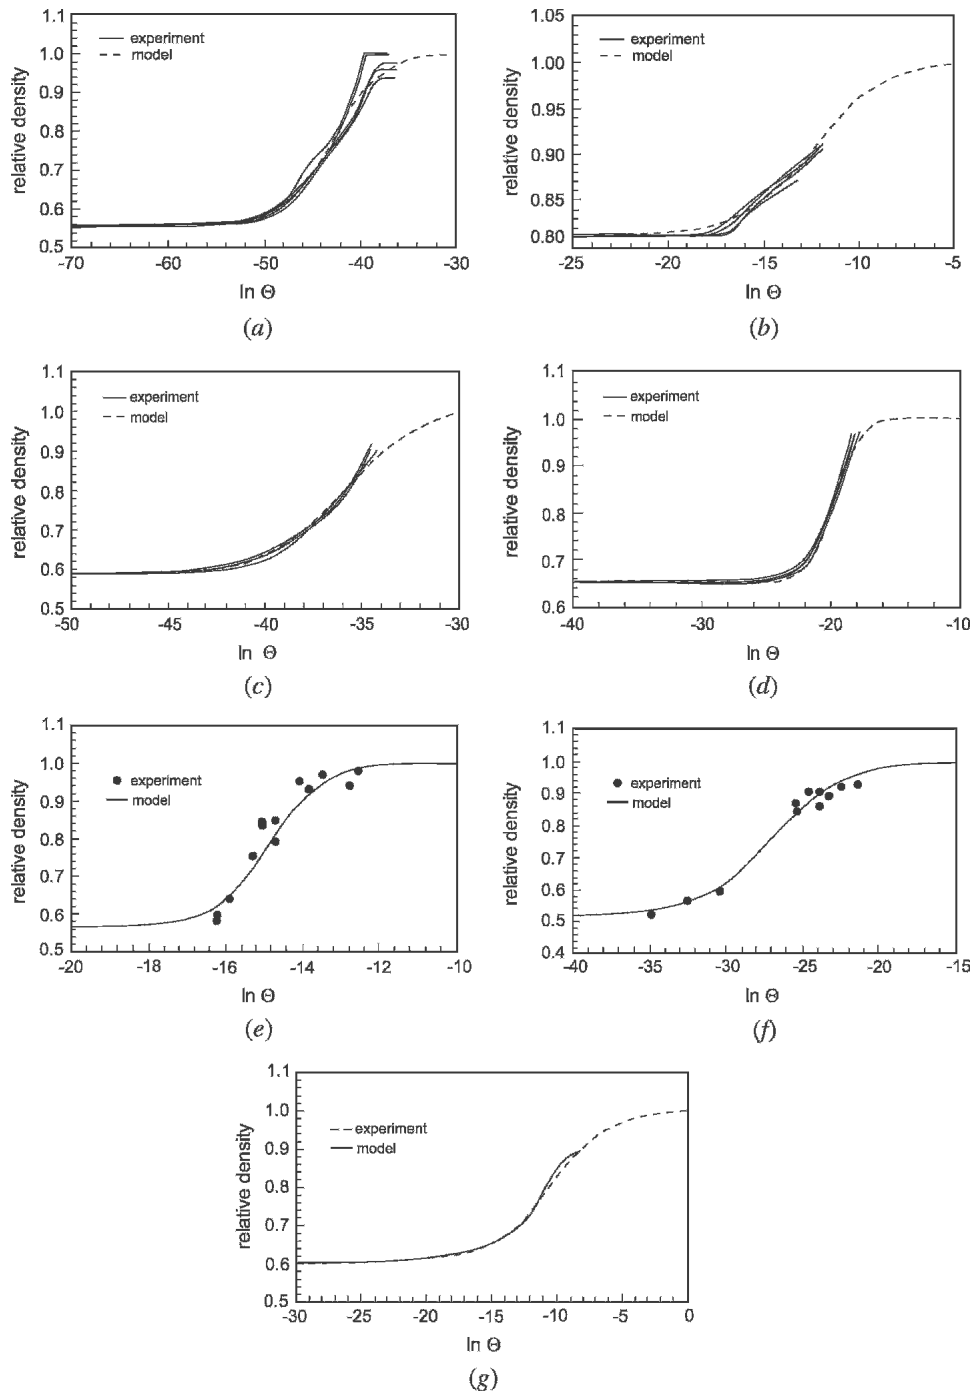 1.1
1.0
0.9
0.8
0.7
0.6
0.5
relative density
experiment
model
-70 -60 -50 -40 -30
ln Θ
(a)
1.05
1.00
0.95
0.90
0.85
0.80
relative density
experiment
model
-25 -20 -15 -10 -5
ln Θ
(b)
1.1
1.0
0.9
0.8
0.7
0.6
0.5
relative density
experiment
model
-50 -45 -40 -35 -30
ln Θ
(c)
1.1
1.0
0.9
0.8
0.7
0.6
relative density
experiment
model
-40 -30 -20 -10
ln Θ
(d)
1.1
1.0
0.9
0.8
0.7
0.6
0.5
relative density
experiment
model
-20 -18 -16 -14 -12 -10
ln Θ
(e)
1.1
1.0
0.9
0.8
0.7
0.6
0.5
0.4
relative density
experiment
model
-40 -35 -30 -25 -20 -15
ln Θ
(f)
1.1
1.0
0.9
0.8
0.7
0.6
0.5
relative density
experiment
model
-30 -25 -20 -15 -10 -5 0
ln Θ
(g)